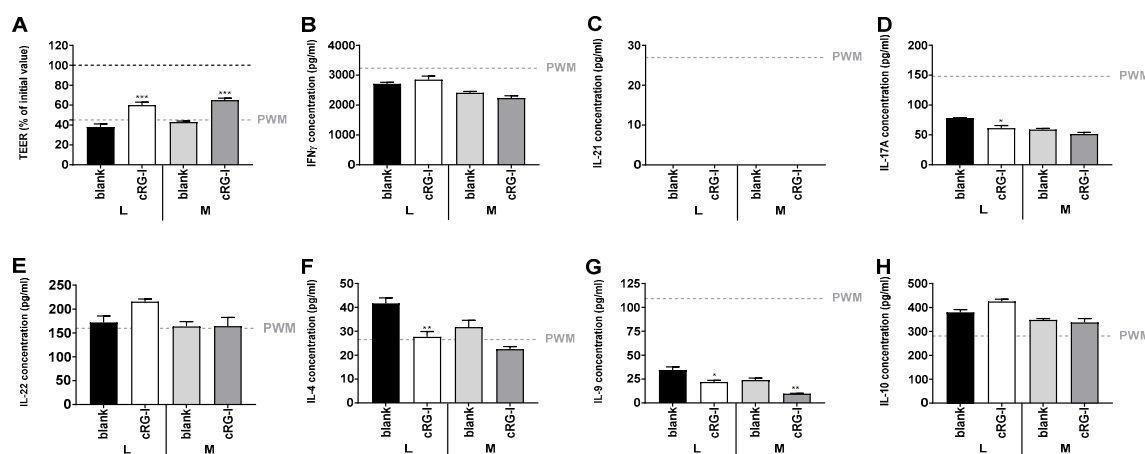 A
TEER (% of initial value)
120
100
80
60
40
20
0
***
***
PWM
blank
cRG-I
blank
cRG-I
L
M
B
IFNγ concentration (pg/ml)
4000
3000
2000
1000
0
PWM
blank
cRG-I
blank
cRG-I
L
M
C
IL-21 concentration (pg/ml)
30
20
10
0
PWM
blank
cRG-I
blank
cRG-I
L
M
D
IL-17A concentration (pg/ml)
200
150
100
50
0
*
PWM
blank
cRG-I
blank
cRG-I
L
M
E
IL-22 concentration (pg/ml)
250
200
150
100
50
0
PWM
blank
cRG-I
blank
cRG-I
L
M
F
IL-4 concentration (pg/ml)
50
40
30
20
10
0
**
PWM
blank
cRG-I
blank
cRG-I
L
M
G
IL-9 concentration (pg/ml)
125
100
75
50
25
0
*
**
PWM
blank
cRG-I
blank
cRG-I
L
M
H
IL-10 concentration (pg/ml)
500
400
300
200
100
0
PWM
blank
cRG-I
blank
cRG-I
L
M